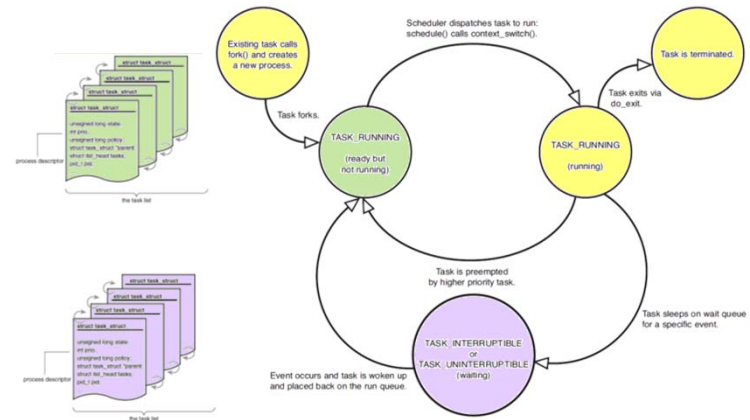 struct task_struct
struct task_struct
struct task_struct
struct task_struct
unsigned long state;
int prio;
unsigned long policy;
struct task_struct *parent;
struct list_head tasks;
pid_t pid;
process descriptor
the task list
struct task_struct
struct task_struct
struct task_struct
struct task_struct
unsigned long state;
int prio;
unsigned long policy;
struct task_struct *parent;
struct list_head tasks;
pid_t pid;
process descriptor
the task list
Existing task calls
fork() and creates
a new process.
Task forks.
Scheduler dispatches task to run:
schedule() calls context_switch().
TASK_RUNNING
(ready but
not running)
TASK_RUNNING
(running)
Task is terminated.
Task exits via
do_exit.
Task is preempted
by higher priority task.
Task sleeps on wait queue
for a specific event.
TASK_INTERRUPTIBLE
or
TASK_UNINTERRUPTIBLE
(waiting)
Event occurs and task is woken up
and placed back on the run queue.